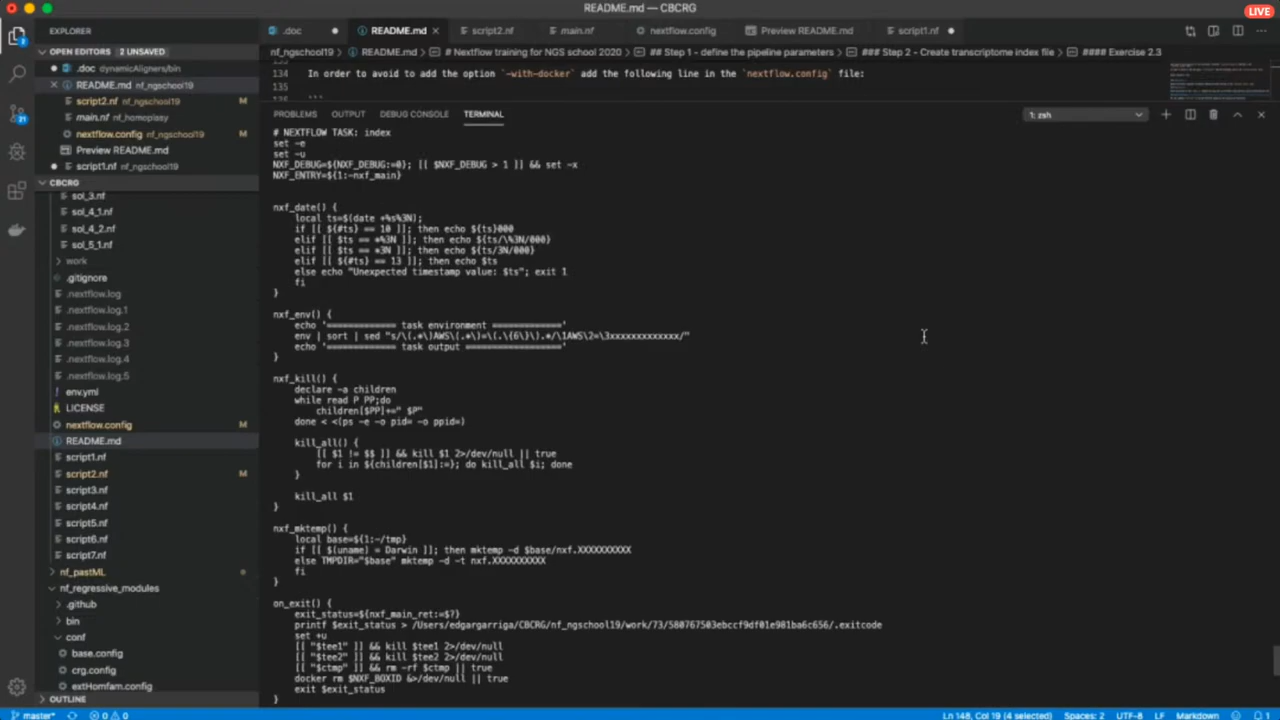 README.md — CBCRG
LIVE
EXPLORER
.doc
README.md
script2.nf
main.nf
nextflow.config
Preview README.md
script1.nf
OPEN EDITORS 2 UNSAVED
nf_ngschool19 > README.md > # Nextflow training for NGS school 2020 > ## Step 1 - define the pipeline parameters > ### Step 2 - Create transcriptome index file > #### Exercise 2.3
.doc dynamicAligners/bin
README.md nf_ngschool19
script2.nf nf_ngschool19 M
main.nf nf_homepissy
nextflow.config nf_ngschool19 M
Preview README.md
script1.nf nf_ngschool19
CBCRG
sol_3.nf
sol_4_1.nf
sol_4_2.nf
sol_5_1.nf
work
.gitignore
.nextflow.log
.nextflow.log.1
.nextflow.log.2
.nextflow.log.3
.nextflow.log.4
.nextflow.log.5
env.yml
LICENSE
nextflow.config M
README.md
script1.nf
script2.nf M
script3.nf
script4.nf
script5.nf
script6.nf
script7.nf
nf_pastML
nf_regressive_modules
.github
bin
conf
base.config
crg.config
extHomfam.config
OUTLINE
134 In order to avoid to add the option `-with-docker` add the following line in the `nextflow.config` file:
135
PROBLEMS OUTPUT DEBUG CONSOLE TERMINAL
1: zsh
# NEXTFLOW TASK: index
set -e
set -u
NXF_DEBUG=${NXF_DEBUG:=0}; [[ $NXF_DEBUG > 1 ]] && set -x
NXF_ENTRY=${1:-nxf_main}
nxf_date() {
local ts=$(date +%s%3N);
if [[ ${#ts} == 10 ]]; then echo ${ts}000
elif [[ $ts == *%3N ]]; then echo ${ts/\%3N/000}
elif [[ $ts == *3N ]]; then echo ${ts/3N/000}
elif [[ ${#ts} == 13 ]]; then echo $ts
else echo "Unexpected timestamp value: $ts"; exit 1
fi
}
nxf_env() {
echo '============= task environment ============='
env | sort | sed "s/\(.*\)AWS\(.*\)=\(.\{6\}\).*/\1AWS\2=\3xxxxxxxxxxxxx/"
echo '============= task output =================='
}
nxf_kill() {
declare -a children
while read P PP;do
children[$PP]+=" $P"
done < <(ps -e -o pid= -o ppid=)
kill_all() {
[[ $1 != $$ ]] && kill $1 2>/dev/null || true
for i in ${children[$1]:=}; do kill_all $i; done
}
kill_all $1
}
nxf_mktemp() {
local base=${1:-/tmp}
if [[ $(uname) = Darwin ]]; then mktemp -d $base/nxf.XXXXXXXXXX
else TMPDIR="$base" mktemp -d -t nxf.XXXXXXXXXX
fi
}
on_exit() {
exit_status=${nxf_main_ret:=$?}
printf $exit_status > /Users/edgargarriga/CBCRG/nf_ngschool19/work/73/580767503ebccf9df01e981ba6c656/.exitcode
set +u
[[ "$tee1" ]] && kill $tee1 2>/dev/null
[[ "$tee2" ]] && kill $tee2 2>/dev/null
[[ "$ctmp" ]] && rm -rf $ctmp || true
docker rm $NXF_BOXID &>/dev/null || true
exit $exit_status
}
master* 0 0
Ln 148, Col 19 (4 selected) Spaces: 2 UTF-8 LF Markdown 1